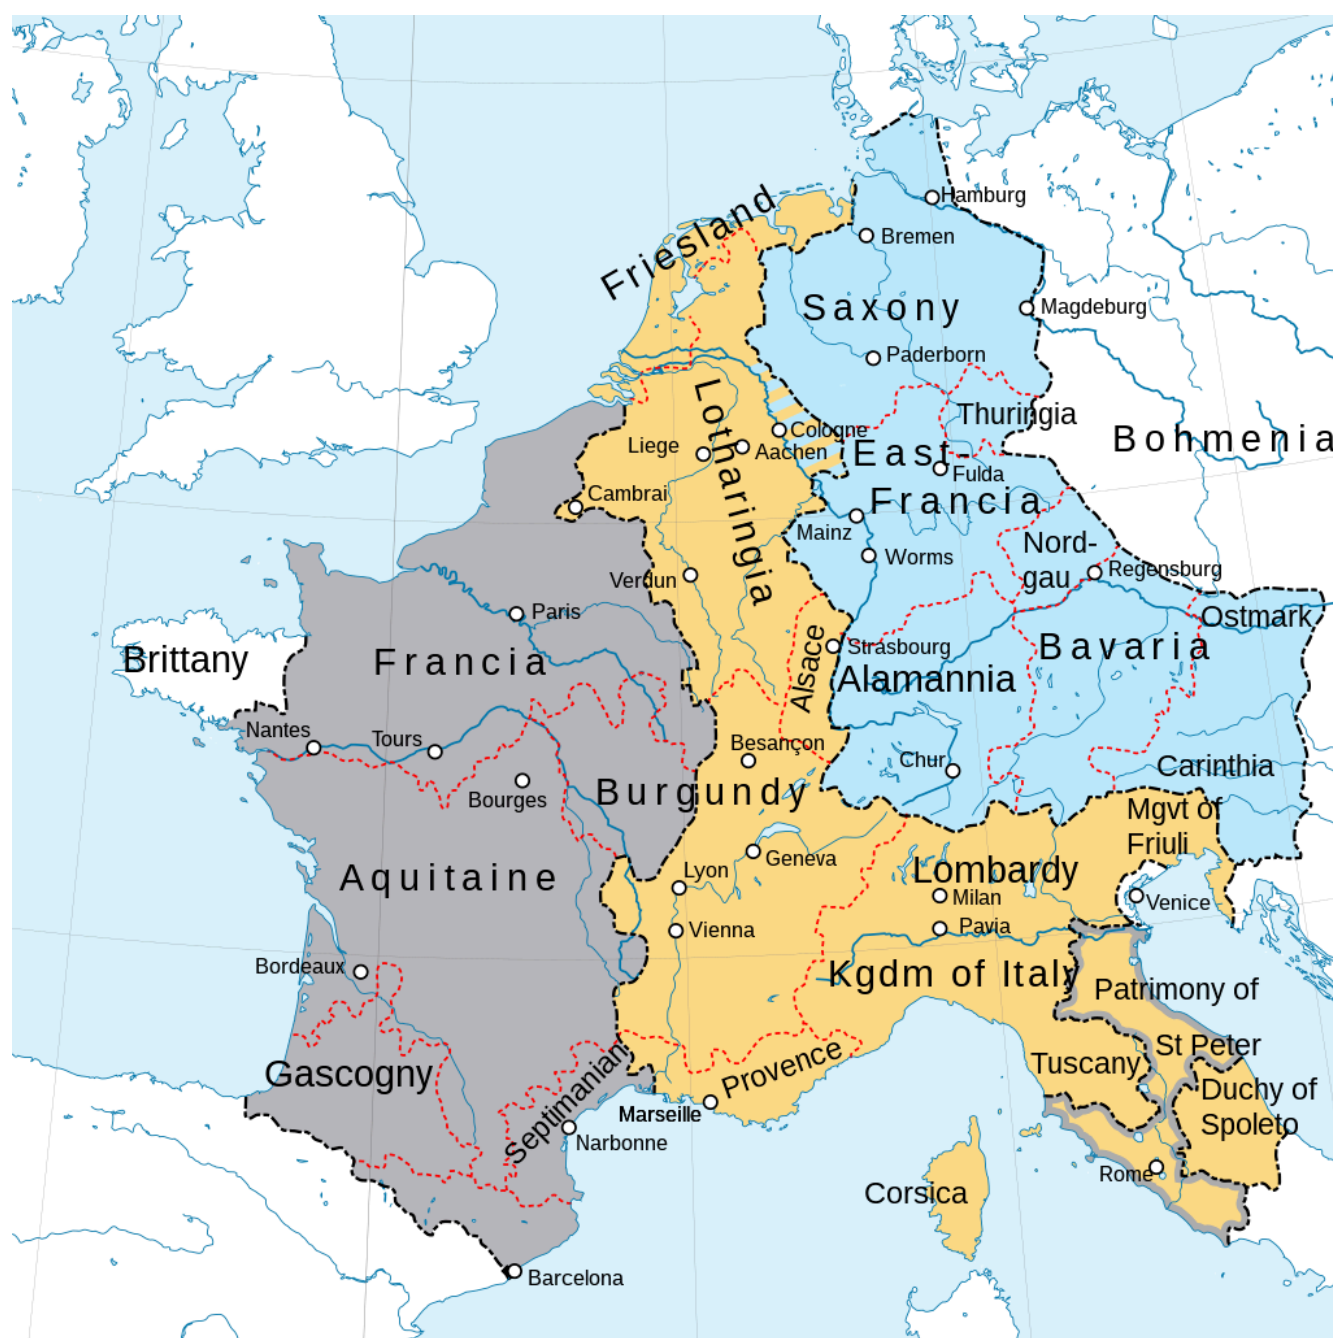 Friesland
Hamburg
Bremen
Saxony
Magdeburg
Paderborn
Thuringia
Lotharingia
Cologne
Bohmenia
Liege
Aachen
East-
Fulda
Cambrai
Francia
Mainz
Nord-
gau
Worms
Regensburg
Verdun
Paris
Ostmark
Brittany
Francia
Alsace
Strasbourg
Bavaria
Alamannia
Nantes
Tours
Besançon
Chur
Carinthia
Bourges
Burgundy
Mgvt of
Friuli
Geneva
Aquitaine
Lyon
Lombardy
Milan
Venice
Vienna
Pavia
Bordeaux
Kgdm of Italy
Patrimony of
St Peter
Gascogny
Septimanian
Provence
Tuscany
Duchy of
Spoleto
Marseille
Narbonne
Rome
Corsica
Barcelona